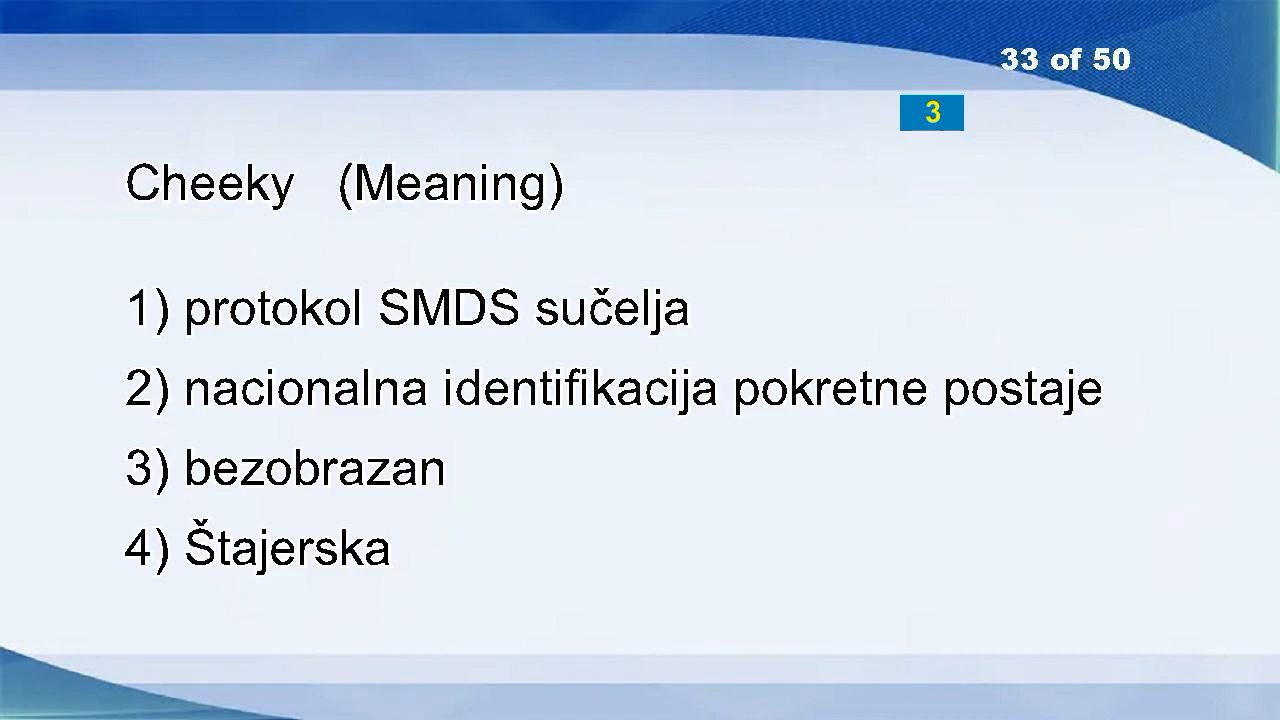 33 of 50
3
Cheeky (Meaning)
1) protokol SMDS sučelja
2) nacionalna identifikacija pokretne postaje
3) bezobrazan
4) Štajerska